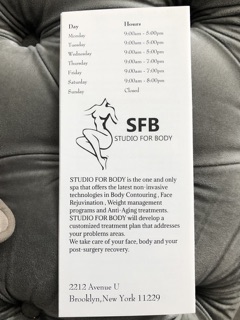 Day Hours
Monday 9:00am - 5:00pm
Tuesday 9:00am - 5:00pm
Wednesday 9:00am - 5:00pm
Thursday 9:00am - 7:00pm
Friday 9:00am - 7:00pm
Saturday 9:00am - 8:00pm
Sunday Closed
SFB
STUDIO FOR BODY
STUDIO FOR BODY is the one and only
spa that offers the latest non-invasive
technologies in Body Contouring , Face
Rejuvination , Weight management
programs and Anti-Aging treatments.
STUDIO FOR BODY will develop a
customized treatment plan that addresses
your problems areas.
We take care of your face, body and your
post-surgery recovery.
2212 Avenue U
Brooklyn,New York 11229